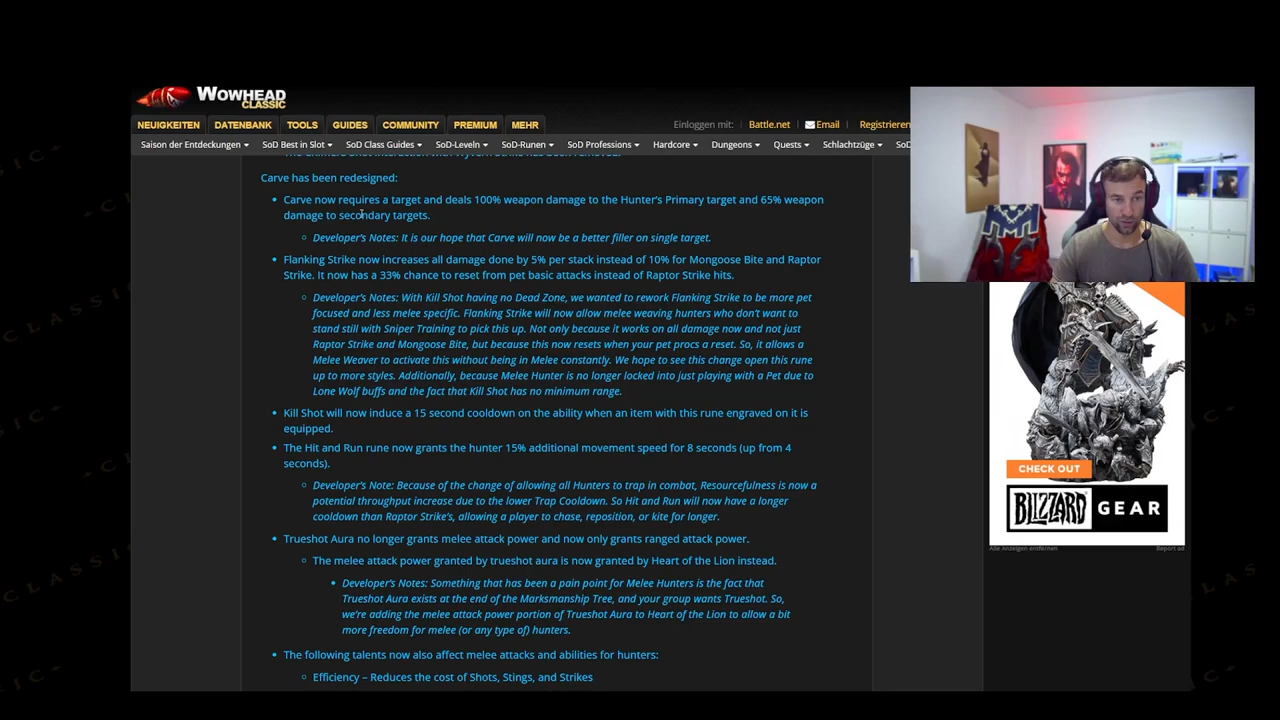 WOWHEAD
CLASSIC
NEUIGKEITEN DATENBANK TOOLS GUIDES COMMUNITY PREMIUM MEHR Einloggen mit: Battle.net Email Registrieren
Saison der Entdeckungen SoD Best in Slot SoD Class Guides SoD-Leveln SoD-Runen SoD Professions Hardcore Dungeons Quests Schlachtzüge SoD
Carve has been redesigned:
Carve now requires a target and deals 100% weapon damage to the Hunter's Primary target and 65% weapon
damage to secondary targets.
Developer's Notes: It is our hope that Carve will now be a better filler on single target.
Flanking Strike now increases all damage done by 5% per stack instead of 10% for Mongoose Bite and Raptor
Strike. It now has a 33% chance to reset from pet basic attacks instead of Raptor Strike hits.
Developer's Notes: With Kill Shot having no Dead Zone, we wanted to rework Flanking Strike to be more pet
focused and less melee specific. Flanking Strike will now allow melee weaving hunters who don't want to
stand still with Sniper Training to pick this up. Not only because it works on all damage now and not just
Raptor Strike and Mongoose Bite, but because this now resets when your pet procs a reset. So, it allows a
Melee Weaver to activate this without being in Melee constantly. We hope to see this change open this rune
up to more styles. Additionally, because Melee Hunter is no longer locked into just playing with a Pet due to
Lone Wolf buffs and the fact that Kill Shot has no minimum range.
Kill Shot will now induce a 15 second cooldown on the ability when an item with this rune engraved on it is
equipped.
The Hit and Run rune now grants the hunter 15% additional movement speed for 8 seconds (up from 4
seconds).
Developer's Note: Because of the change of allowing all Hunters to trap in combat, Resourcefulness is now a
potential throughput increase due to the lower Trap Cooldown. So Hit and Run will now have a longer
cooldown than Raptor Strike's, allowing a player to chase, reposition, or kite for longer.
Trueshot Aura no longer grants melee attack power and now only grants ranged attack power.
The melee attack power granted by trueshot aura is now granted by Heart of the Lion instead.
Developer's Notes: Something that has been a pain point for Melee Hunters is the fact that
Trueshot Aura exists at the end of the Marksmanship Tree, and your group wants Trueshot. So,
we're adding the melee attack power portion of Trueshot Aura to Heart of the Lion to allow a bit
more freedom for melee (or any type of) hunters.
The following talents now also affect melee attacks and abilities for hunters:
Efficiency – Reduces the cost of Shots, Stings, and Strikes
CHECK OUT
BLIZZARD GEAR
Alle Anzeigen entfernen Report ad